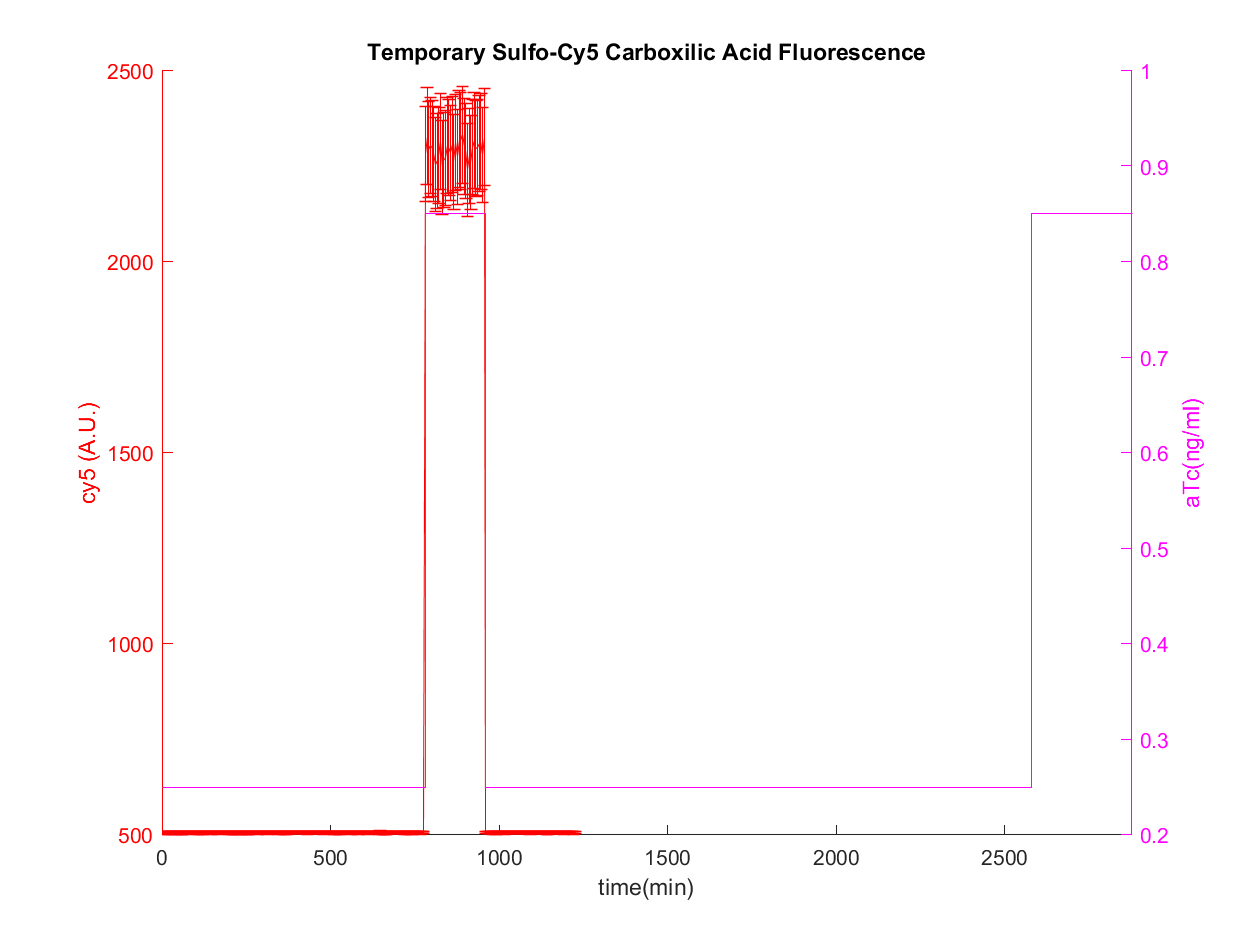 Temporary Sulfo-Cy5 Carboxilic Acid Fluorescence
2500
2000
1500
1000
500
cy5 (A.U.)
1
0.9
0.8
0.7
0.6
0.5
0.4
0.3
0.2
aTc(ng/ml)
0 500 1000 1500 2000 2500
time(min)